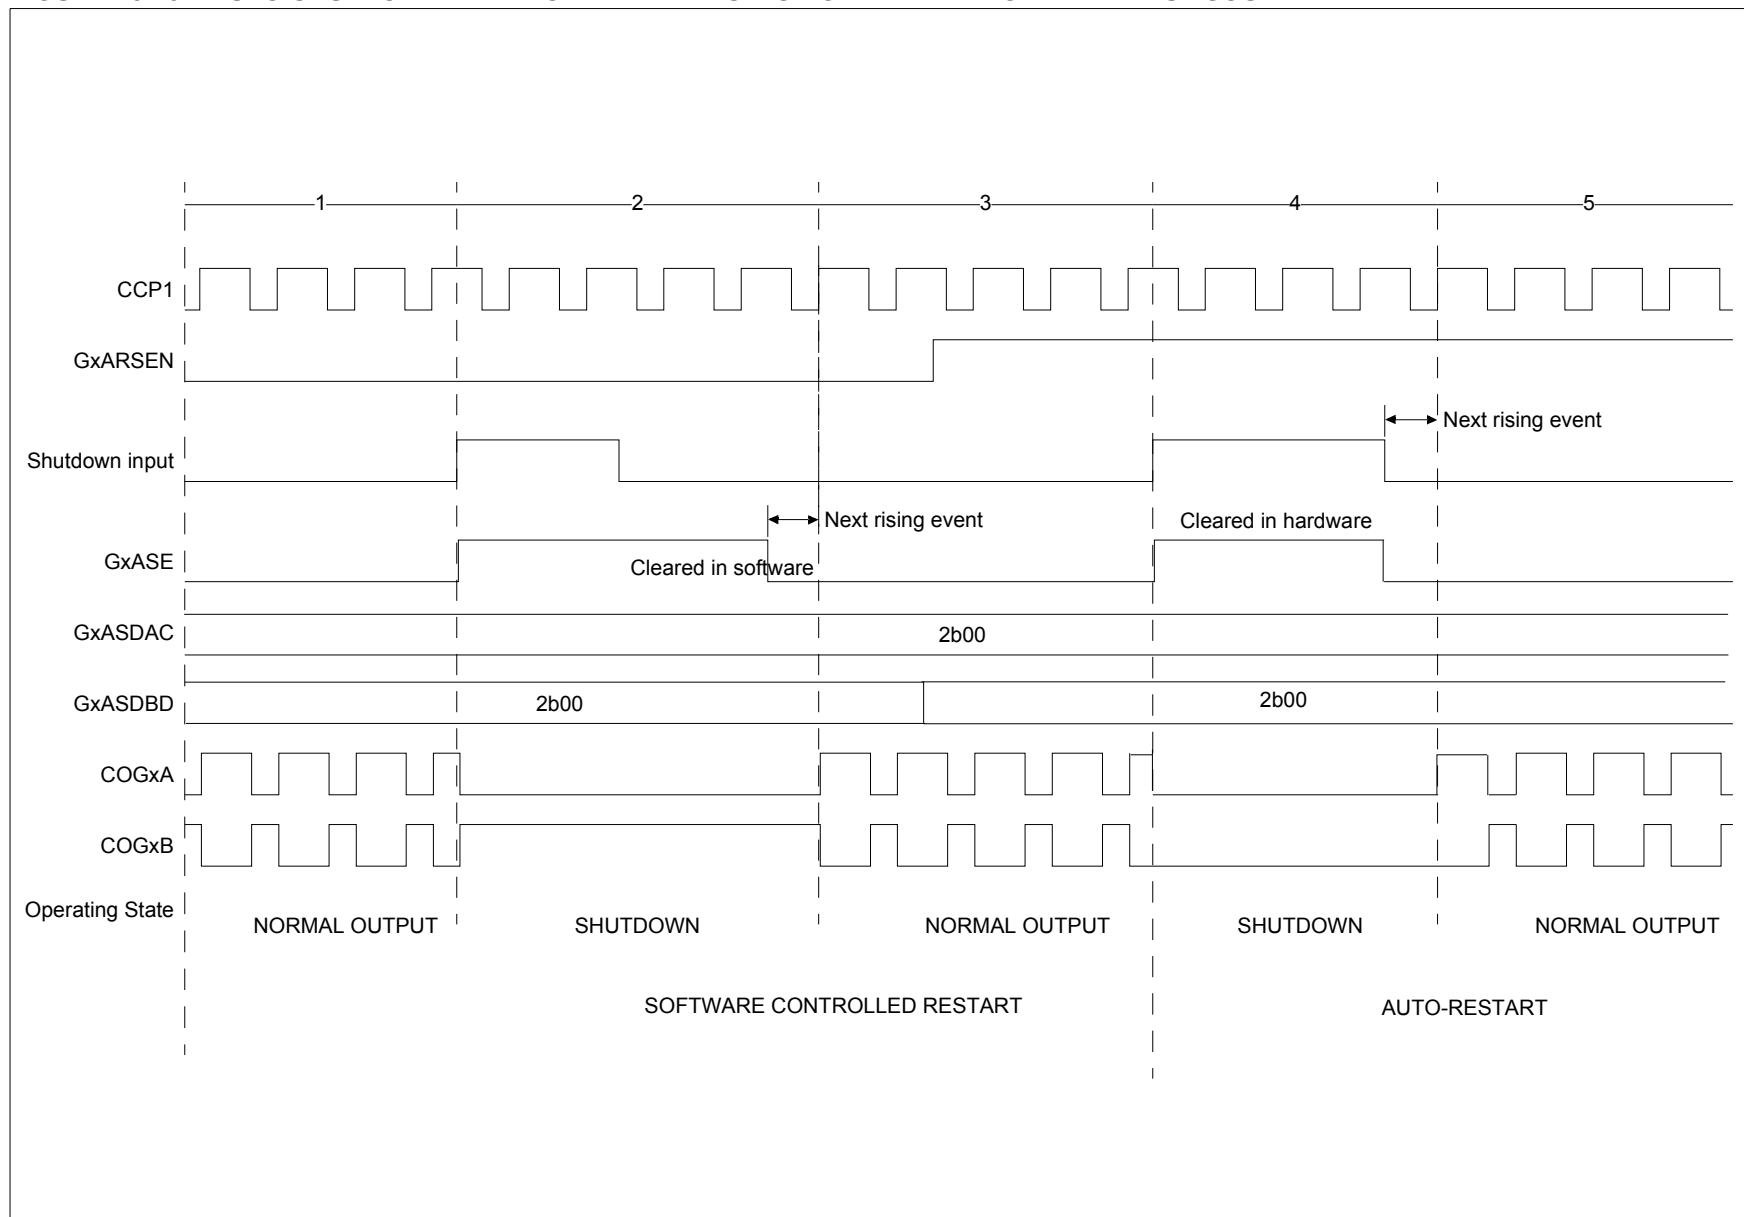 1 2 3 4 5
CCP1
GxARSEN
Next rising event
Shutdown input
Next rising event
Cleared in hardware
GxASE
Cleared in software
GxASDAC
2b00
GxASDBD
2b00
2b00
COGxA
COGxB
Operating State
NORMAL OUTPUT SHUTDOWN NORMAL OUTPUT SHUTDOWN NORMAL OUTPUT
SOFTWARE CONTROLLED RESTART
AUTO-RESTART